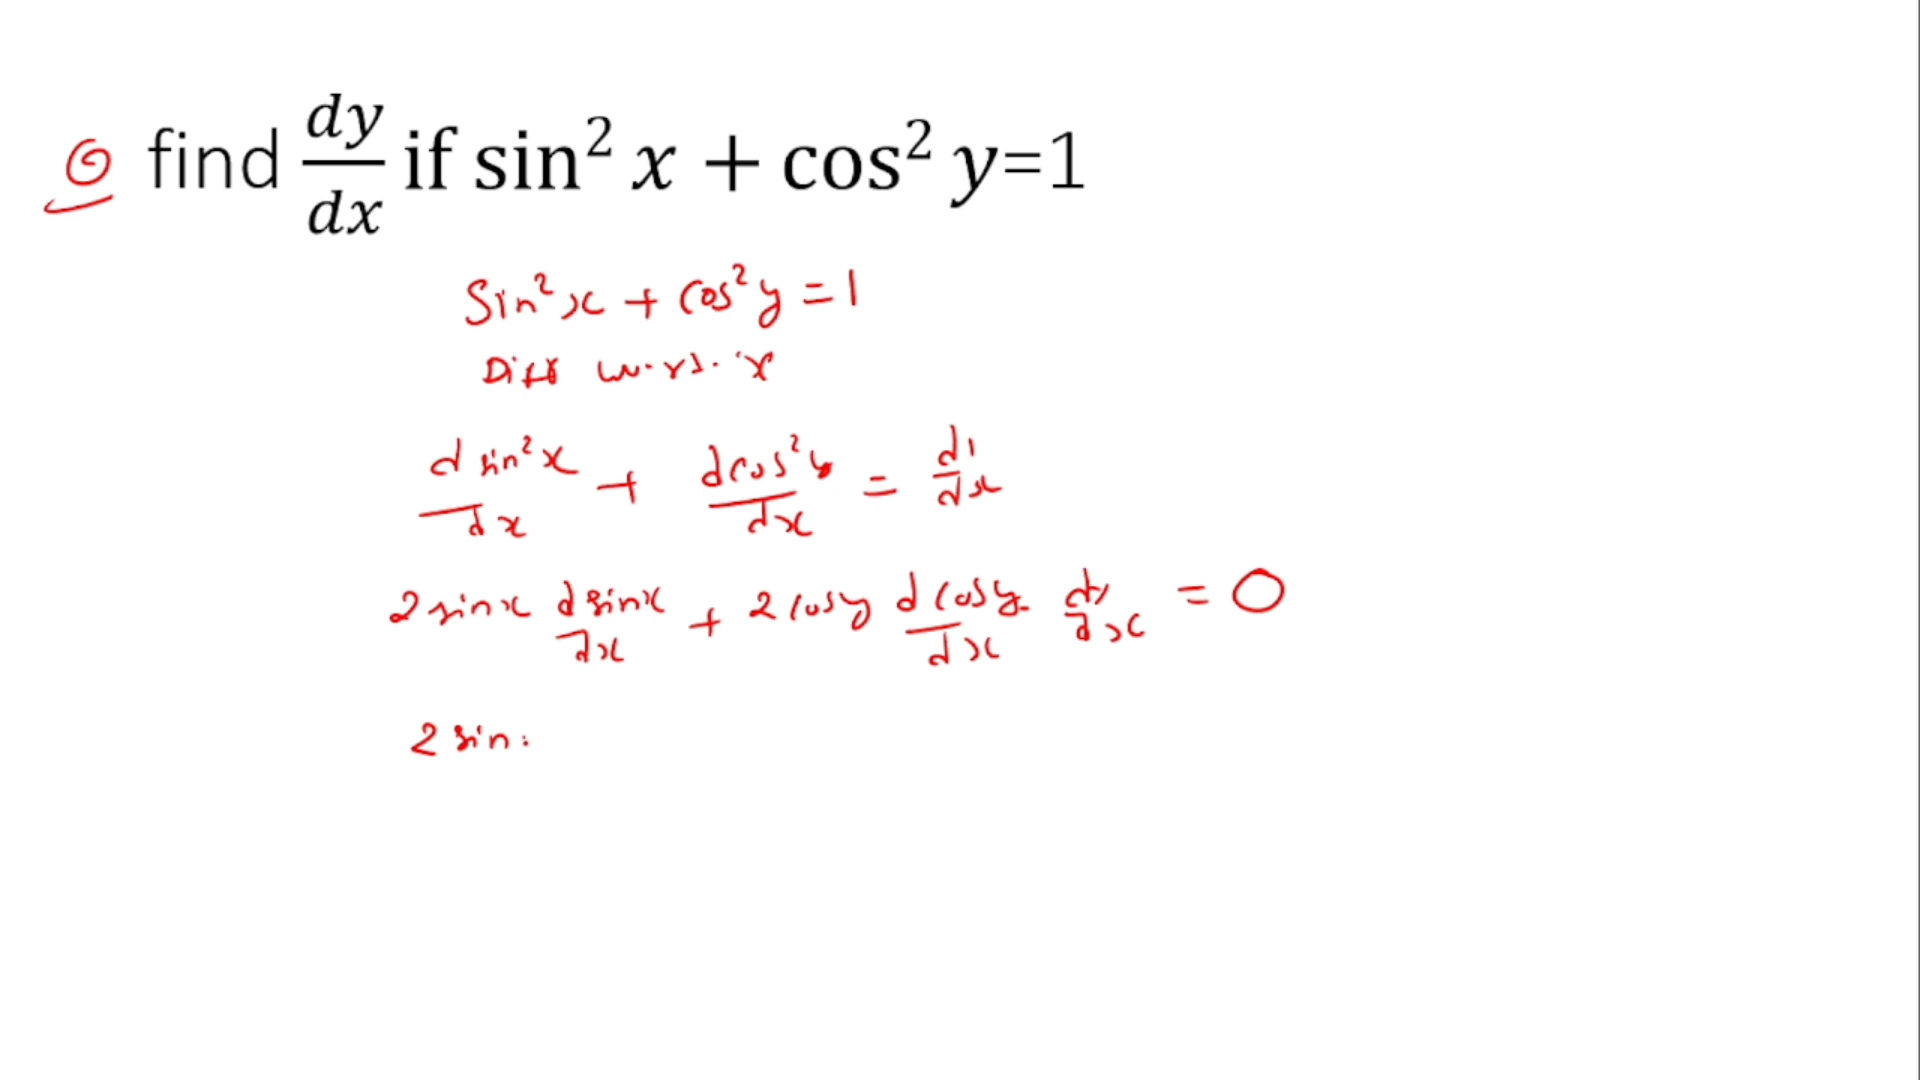 Q find dy/dx if sin² x + cos² y=1
Sin²x + Cos²y = 1
Diff w.r.t. 'x'
d sin²x/dx + d cos²y/dx = d1/dx
2 sinx d sinx/dx + 2 cosy d cosy/dx dy/dx = 0
2 sin